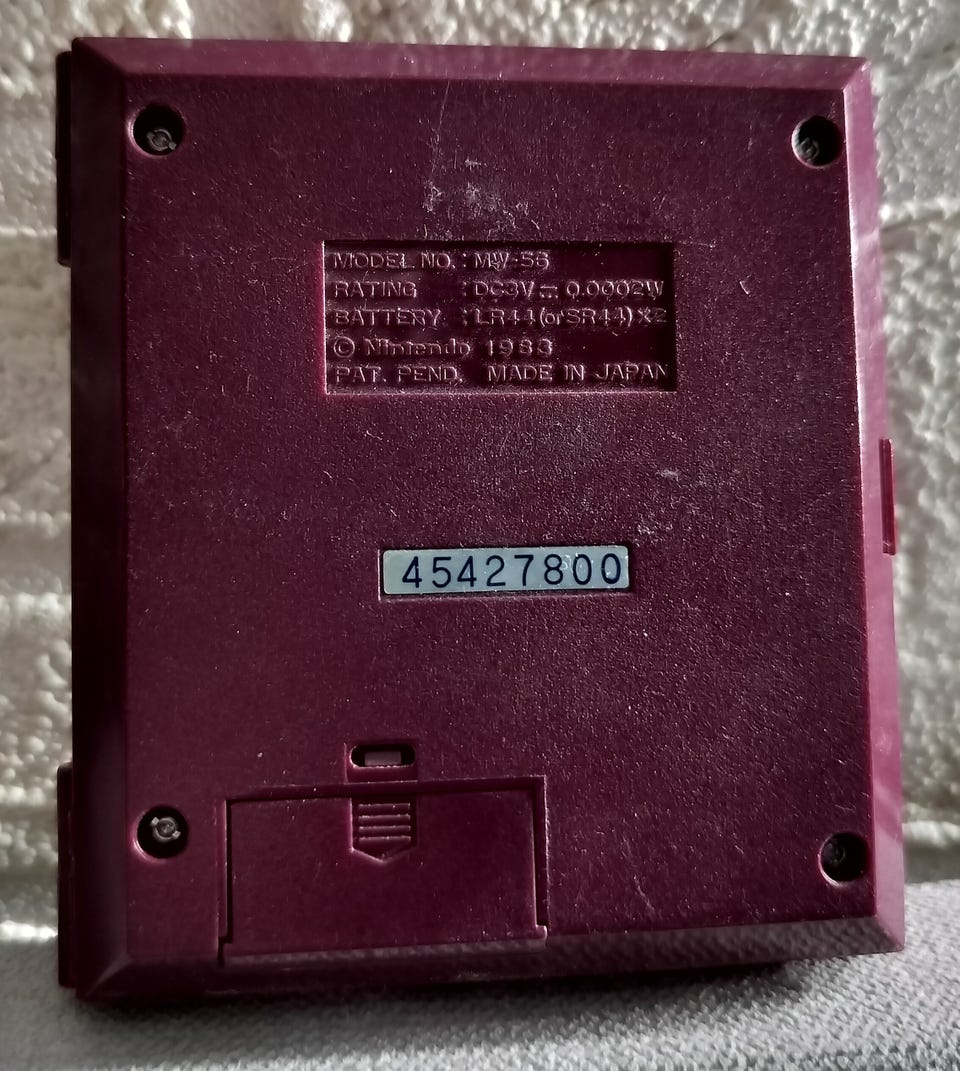 MODEL NO. : MW-56
RATING : DC3V ⎓ 0.0002W
BATTERY : LR44 (or SR44) x2
© Nintendo 1983
PAT. PEND. MADE IN JAPAN
45427800